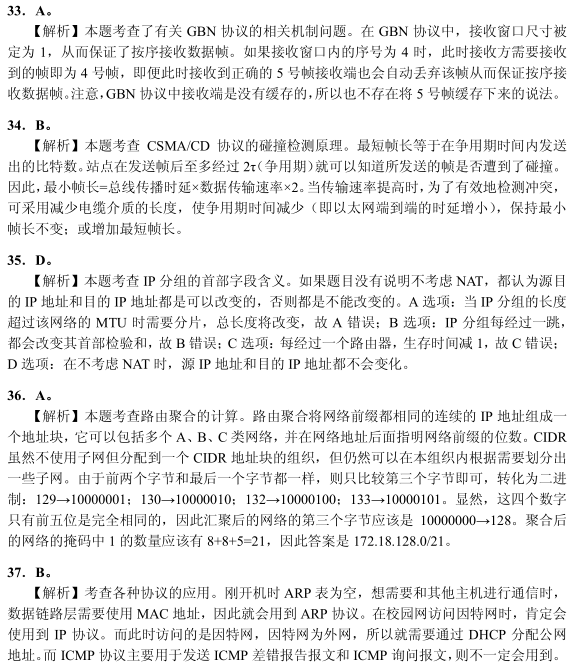 33. A。
【解析】本题考查了有关 GBN 协议的相关机制问题。在 GBN 协议中，接收窗口尺寸被
定为 1，从而保证了按序接收数据帧。如果接收窗口内的序号为 4 时，此时接收方需要接收
到的帧即为 4 号帧，即便此时接收到正确的 5 号帧接收端也会自动丢弃该帧从而保证按序接
收数据帧。注意，GBN 协议中接收端是没有缓存的，所以也不存在将 5 号帧缓存下来的说法。
34. B。
【解析】本题考查 CSMA/CD 协议的碰撞检测原理。最短帧长等于在争用期时间内发送
出的比特数。站点在发送帧后至多经过 2τ（争用期）就可以知道所发送的帧是否遭到了碰撞。
因此，最小帧长=总线传播时延×数据传输速率×2。当传输速率提高时，为了有效地检测冲突，
可采用减少电缆介质的长度，使争用期时间减少（即以太网端到端的时延增小），保持最小
帧长不变；或增加最短帧长。
35. D。
【解析】本题考查 IP 分组的首部字段含义。如果题目没有说明不考虑 NAT，都认为源目
的 IP 地址和目的 IP 地址都是可以改变的，否则都是不能改变的。A 选项：当 IP 分组的长度
超过该网络的 MTU 时需要分片，总长度将改变，故 A 错误；B 选项：IP 分组每经过一跳，
都会改变其首部检验和，故 B 错误；C 选项：每经过一个路由器，生存时间减 1，故 C 错误；
D 选项：在不考虑 NAT 时，源 IP 地址和目的 IP 地址都不会变化。
36. A。
【解析】本题考查路由聚合的计算。路由聚合将网络前缀都相同的连续的 IP 地址组成一
个地址块，它可以包括多个 A、B、C 类网络，并在网络地址后面指明网络前缀的位数。CIDR
虽然不使用子网但分配到一个 CIDR 地址块的组织，但仍然可以在本组织内根据需要划分出
一些子网。由于前两个字节和最后一个字节都一样，则只比较第三个字节即可，转化为二进
制：129→10000001；130→10000010；132→10000100；133→10000101。显然，这四个数字
只有前五位是完全相同的，因此汇聚后的网络的第三个字节应该是 10000000→128。聚合后
的网络的掩码中 1 的数量应该有 8+8+5=21，因此答案是 172.18.128.0/21。
37. B。
【解析】考查各种协议的应用。刚开机时 ARP 表为空，想需要和其他主机进行通信时，
数据链路层需要使用 MAC 地址，因此就会用到 ARP 协议。在校园网访问因特网时，肯定会
使用到 IP 协议。而此时访问的是因特网，因特网为外网，所以就需要通过 DHCP 分配公网
地址。而 ICMP 协议主要用于发送 ICMP 差错报告报文和 ICMP 询问报文，则不一定会用到。